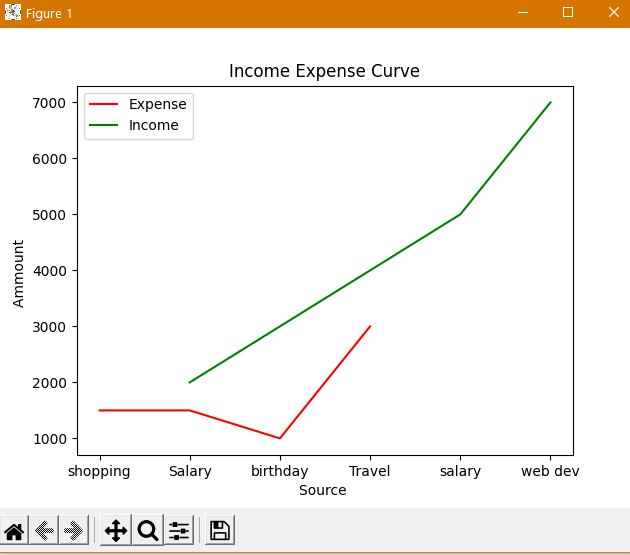 Figure 1
Income Expense Curve
Expense
Income
7000
6000
5000
4000
3000
2000
1000
Ammount
shopping Salary birthday Travel salary web dev
Source